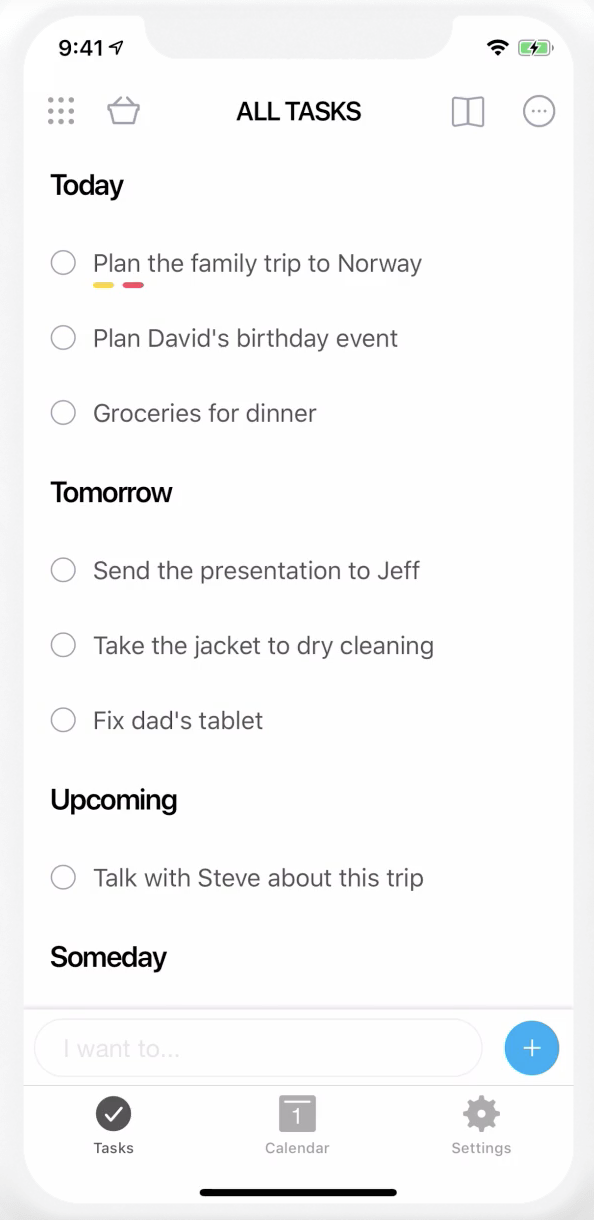 9:41
ALL TASKS
Today
Plan the family trip to Norway
Plan David's birthday event
Groceries for dinner
Tomorrow
Send the presentation to Jeff
Take the jacket to dry cleaning
Fix dad's tablet
Upcoming
Talk with Steve about this trip
Someday
I want to...
1
Tasks
Calendar
Settings